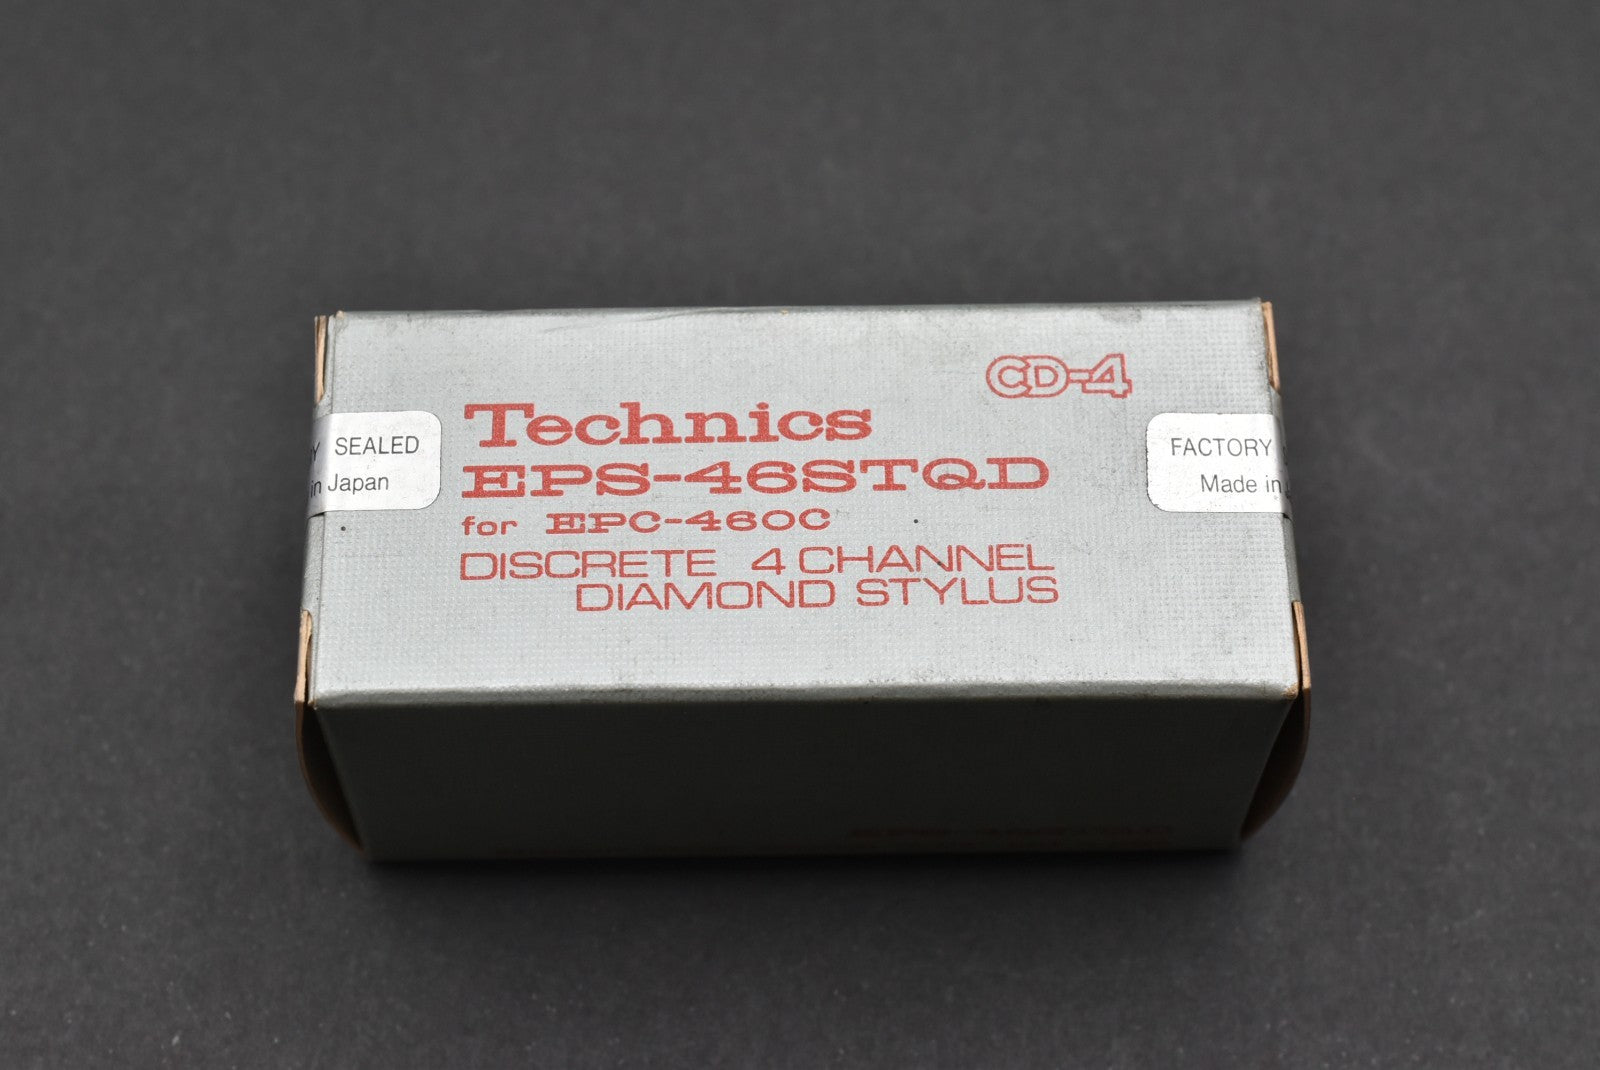 CD-4
Technics
EPS-46STQD
for EPC-460C
DISCRETE 4 CHANNEL
DIAMOND STYLUS
SEALED
in Japan
FACTORY
Made in